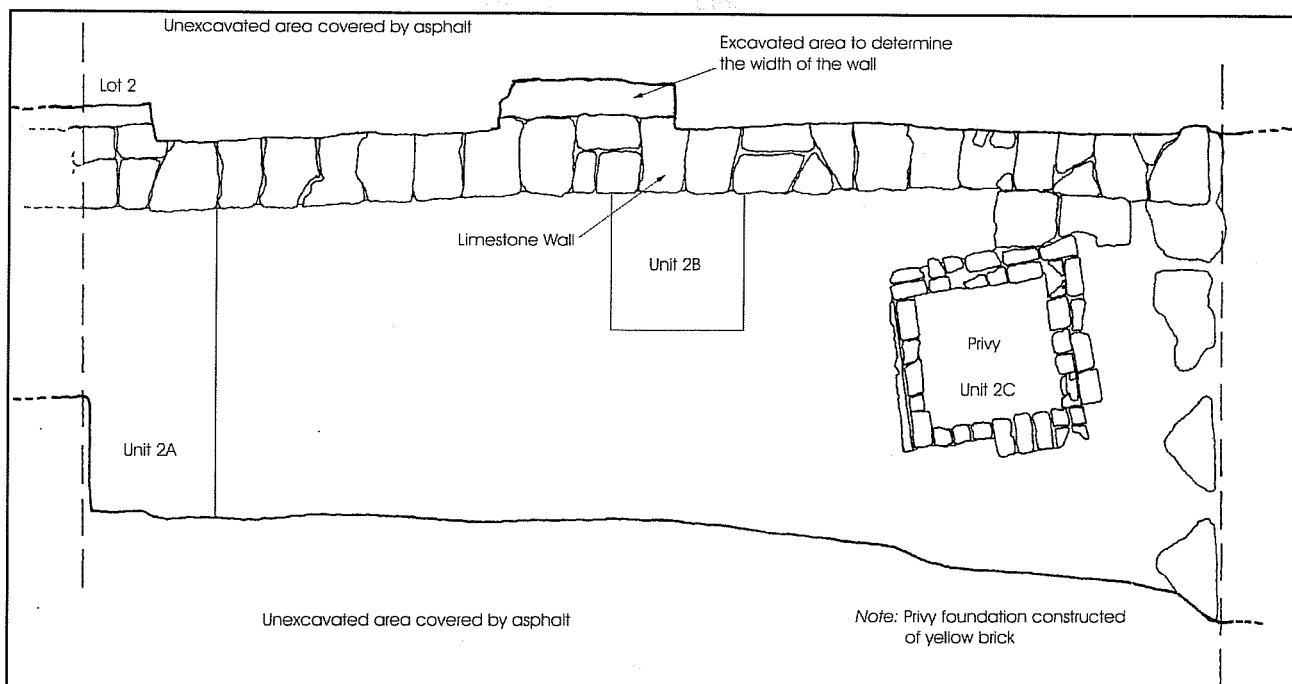 Unexcavated area covered by asphalt
Excavated area to determine
the width of the wall
Lot 2
Limestone Wall
Unit 2B
Privy
Unit 2C
Unit 2A
Unexcavated area covered by asphalt
Note: Privy foundation constructed
of yellow brick